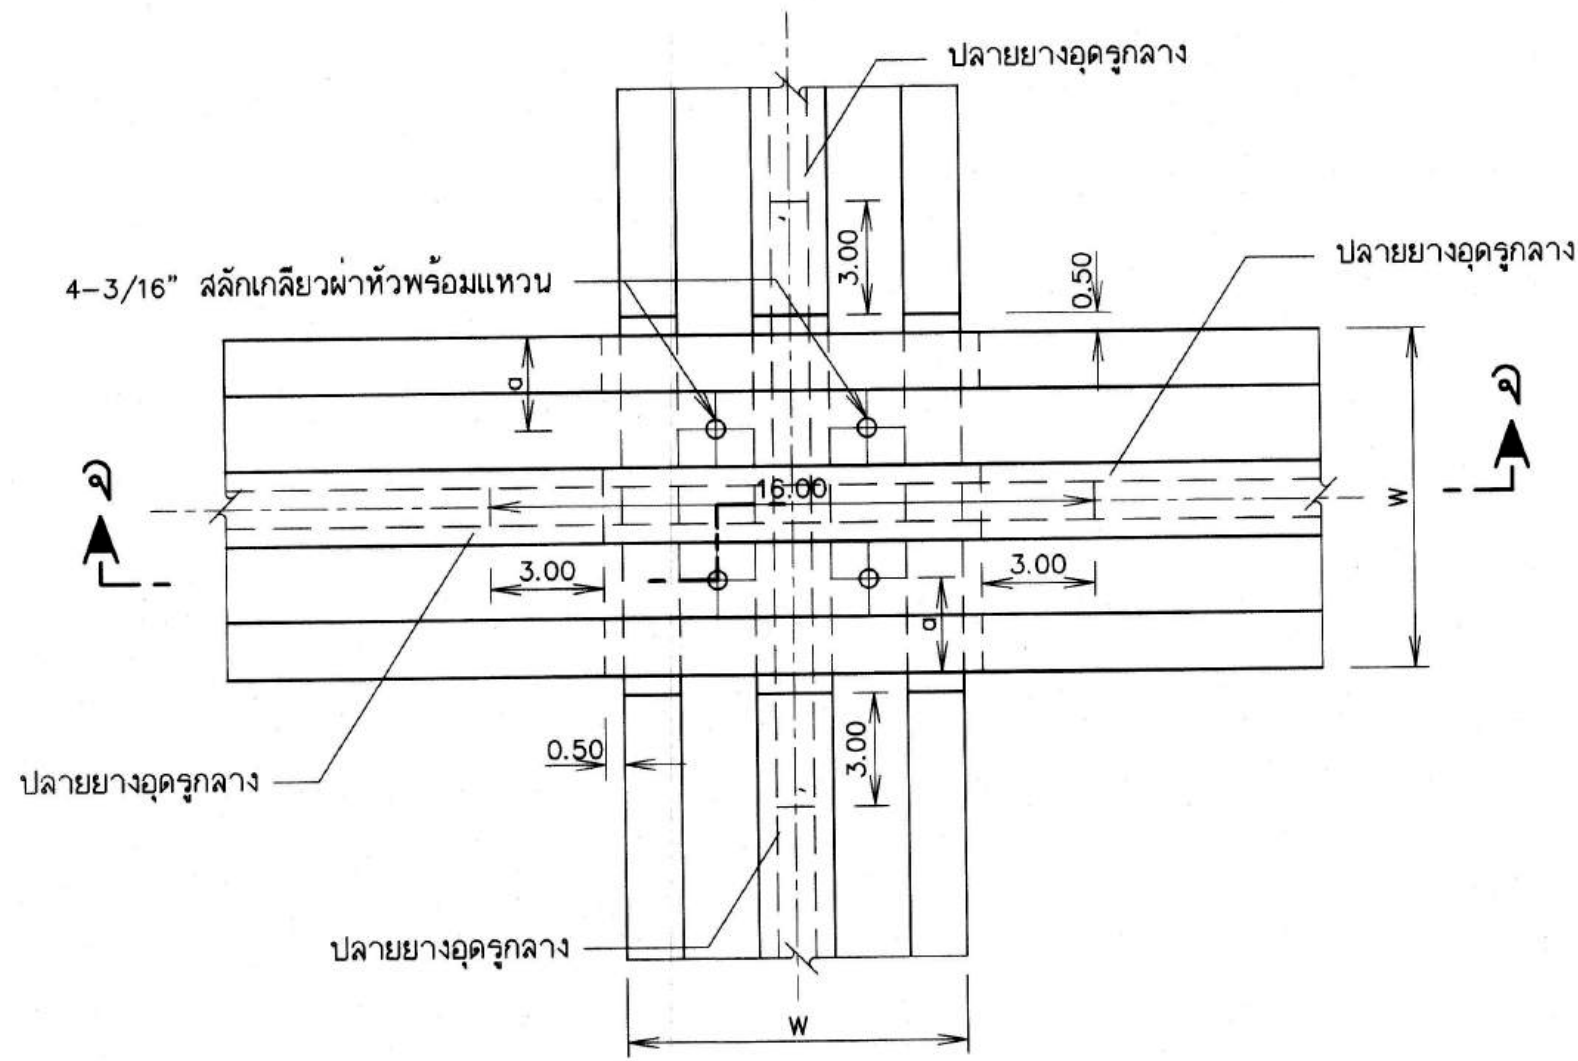 ปลายยางอุดรูกลาง
ปลายยางอุดรูกลาง
4-3/16" สลักเกลียวผ่าหัวพร้อมแหวน
3.00
0.50
a
จ
จ
16.00
W
3.00
3.00
a
0.50
3.00
ปลายยางอุดรูกลาง
ปลายยางอุดรูกลาง
W